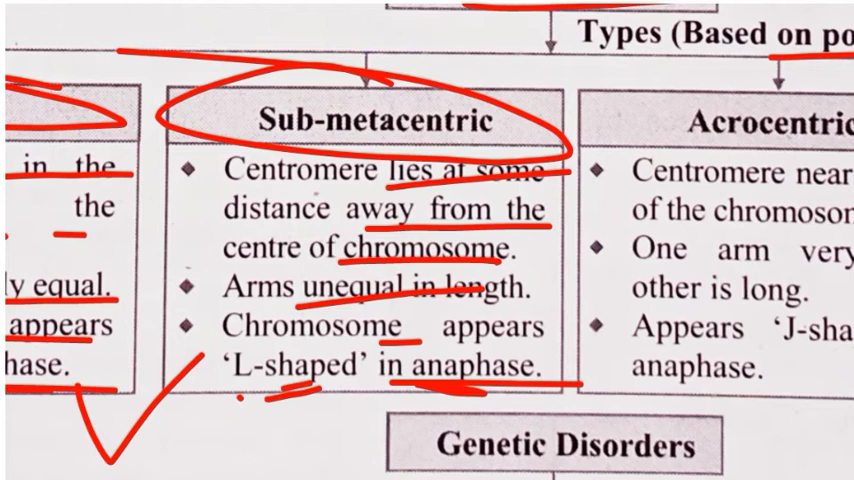 Types (Based on po
in the
the
ly equal.
appears
hase.
Sub-metacentric
◆ Centromere lies at some
distance away from the
centre of chromosome.
◆ Arms unequal in length.
◆ Chromosome appears
‘L-shaped’ in anaphase.
Acrocentric
◆ Centromere near
of the chromosor
◆ One arm very
other is long.
◆ Appears ‘J-sha
anaphase.
Genetic Disorders